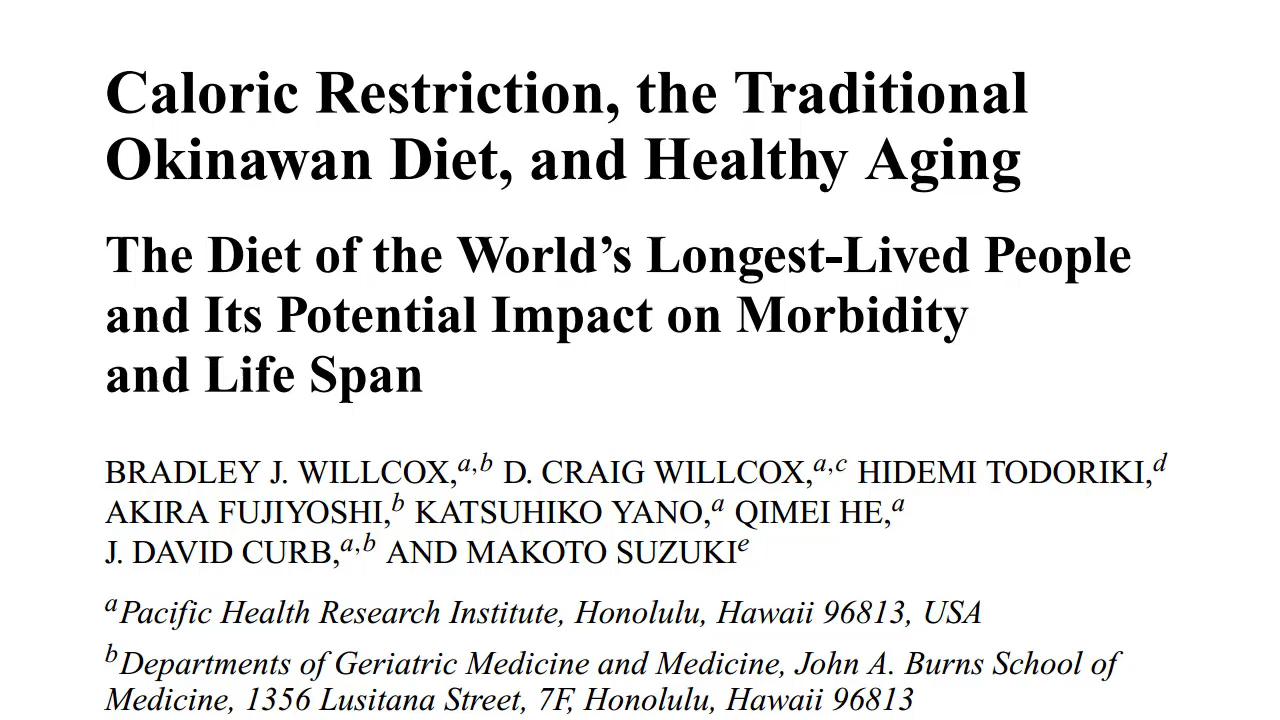 Caloric Restriction, the Traditional
Okinawan Diet, and Healthy Aging
The Diet of the World’s Longest-Lived People
and Its Potential Impact on Morbidity
and Life Span
BRADLEY J. WILLCOX,a,b D. CRAIG WILLCOX,a,c HIDEMI TODORIKI,d
AKIRA FUJIYOSHI,b KATSUHIKO YANO,a QIMEI HE,a
J. DAVID CURB,a,b AND MAKOTO SUZUKIe
aPacific Health Research Institute, Honolulu, Hawaii 96813, USA
bDepartments of Geriatric Medicine and Medicine, John A. Burns School of
Medicine, 1356 Lusitana Street, 7F, Honolulu, Hawaii 96813